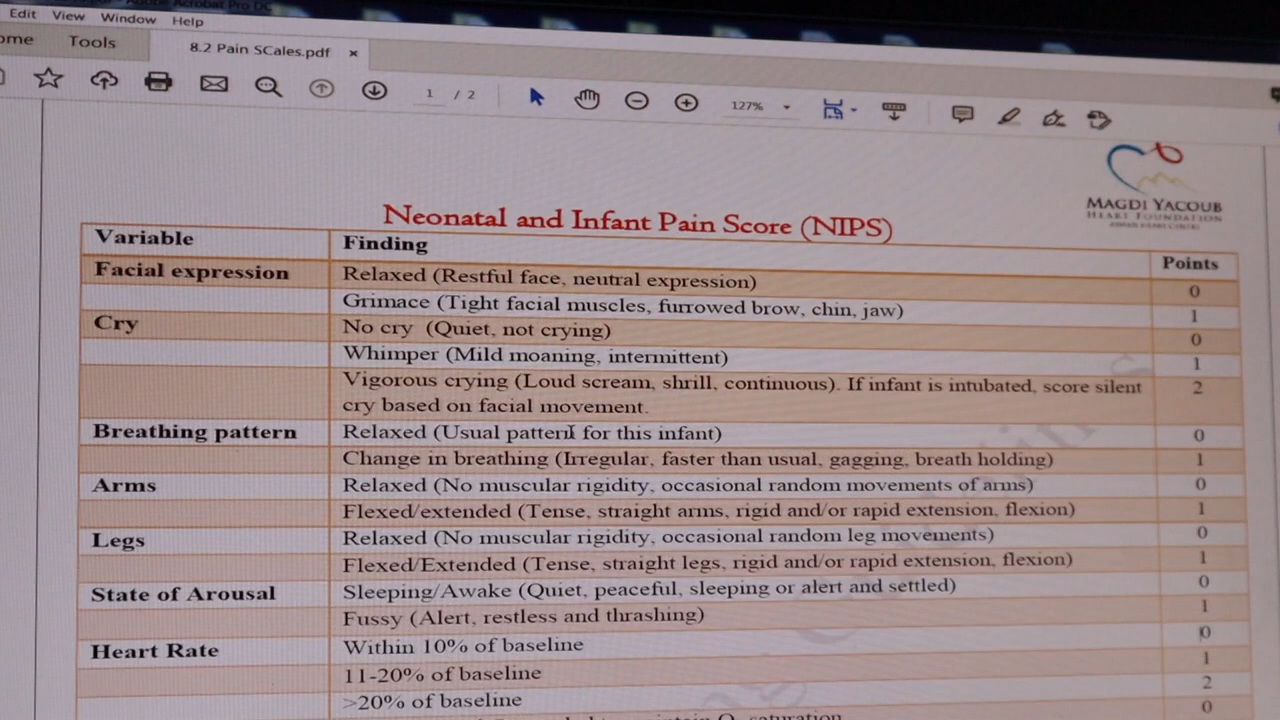 Edit View Window Help
Tools
8.2 Pain SCales.pdf ×
1 / 2
127%
MAGDI YACOUB
HEART FOUNDATION
Neonatal and Infant Pain Score (NIPS)
Variable Finding Points
Facial expression Relaxed (Restful face, neutral expression) 0
Grimace (Tight facial muscles, furrowed brow, chin, jaw) 1
Cry No cry (Quiet, not crying) 0
Whimper (Mild moaning, intermittent) 1
Vigorous crying (Loud scream, shrill, continuous). If infant is intubated, score silent 2
cry based on facial movement.
Breathing pattern Relaxed (Usual pattern for this infant) 0
Change in breathing (Irregular, faster than usual, gagging, breath holding) 1
Arms Relaxed (No muscular rigidity, occasional random movements of arms) 0
Flexed/extended (Tense, straight arms, rigid and/or rapid extension, flexion) 1
Legs Relaxed (No muscular rigidity, occasional random leg movements) 0
Flexed/Extended (Tense, straight legs, rigid and/or rapid extension, flexion) 1
State of Arousal Sleeping/Awake (Quiet, peaceful, sleeping or alert and settled) 0
Fussy (Alert, restless and thrashing) 1
Heart Rate Within 10% of baseline 0
11-20% of baseline 1
>20% of baseline 2
saturation 0